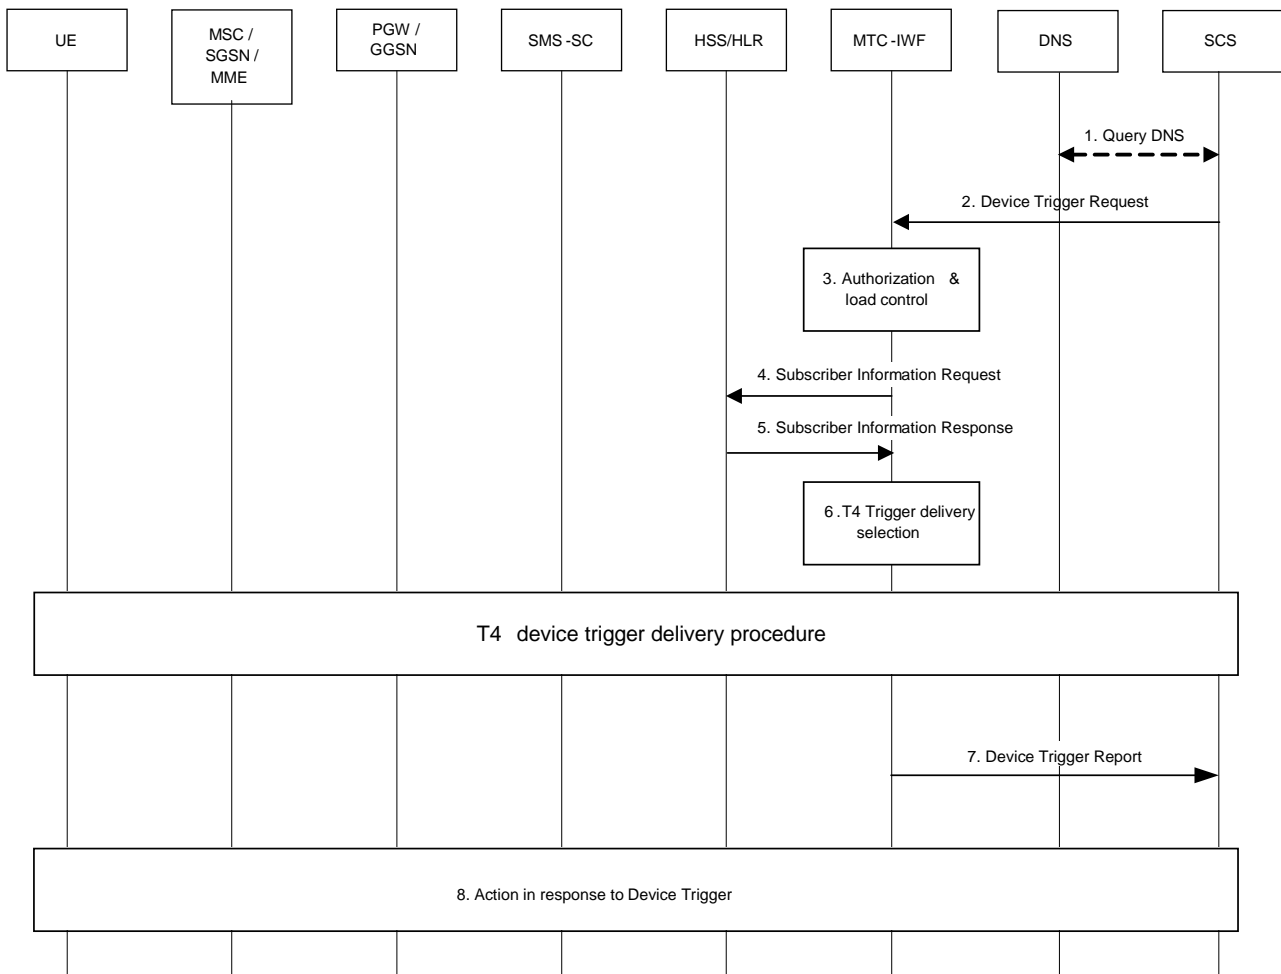 UE
MSC /
SGSN /
MME
PGW /
GGSN
SMS -SC
HSS/HLR
MTC -IWF
DNS
SCS
1. Query DNS
2. Device Trigger Request
3. Authorization &
load control
4. Subscriber Information Request
5. Subscriber Information Response
6 .T4 Trigger delivery
selection
T4 device trigger delivery procedure
7. Device Trigger Report
8. Action in response to Device Trigger